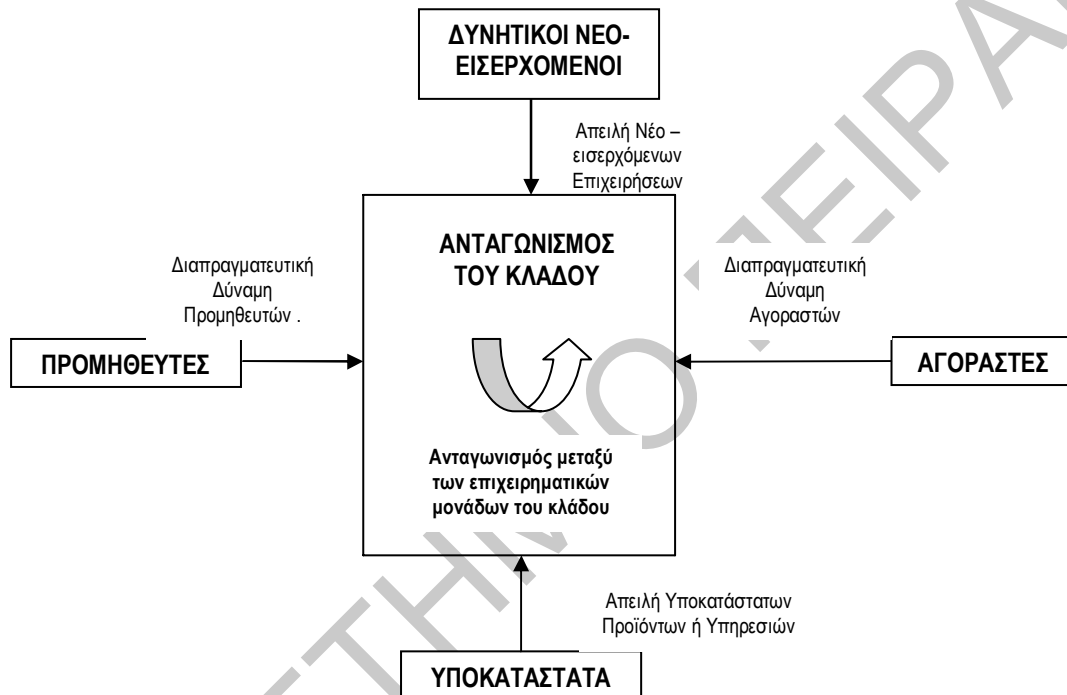 ΔΥΝΗΤΙΚΟΙ ΝΕΟ-
ΕΙΣΕΡΧΟΜΕΝΟΙ
Απειλή Νέο –
εισερχόμενων
Επιχειρήσεων
ΑΝΤΑΓΩΝΙΣΜΟΣ
ΤΟΥ ΚΛΑΔΟΥ
Διαπραγματευτική
Δύναμη
Προμηθευτών .
Διαπραγματευτική
Δύναμη
Αγοραστών
ΠΡΟΜΗΘΕΥΤΕΣ
ΑΓΟΡΑΣΤΕΣ
Ανταγωνισμός μεταξύ
των επιχειρηματικών
μονάδων του κλάδου
Απειλή Υποκατάστατων
Προϊόντων ή Υπηρεσιών
ΥΠΟΚΑΤΑΣΤΑΤΑ